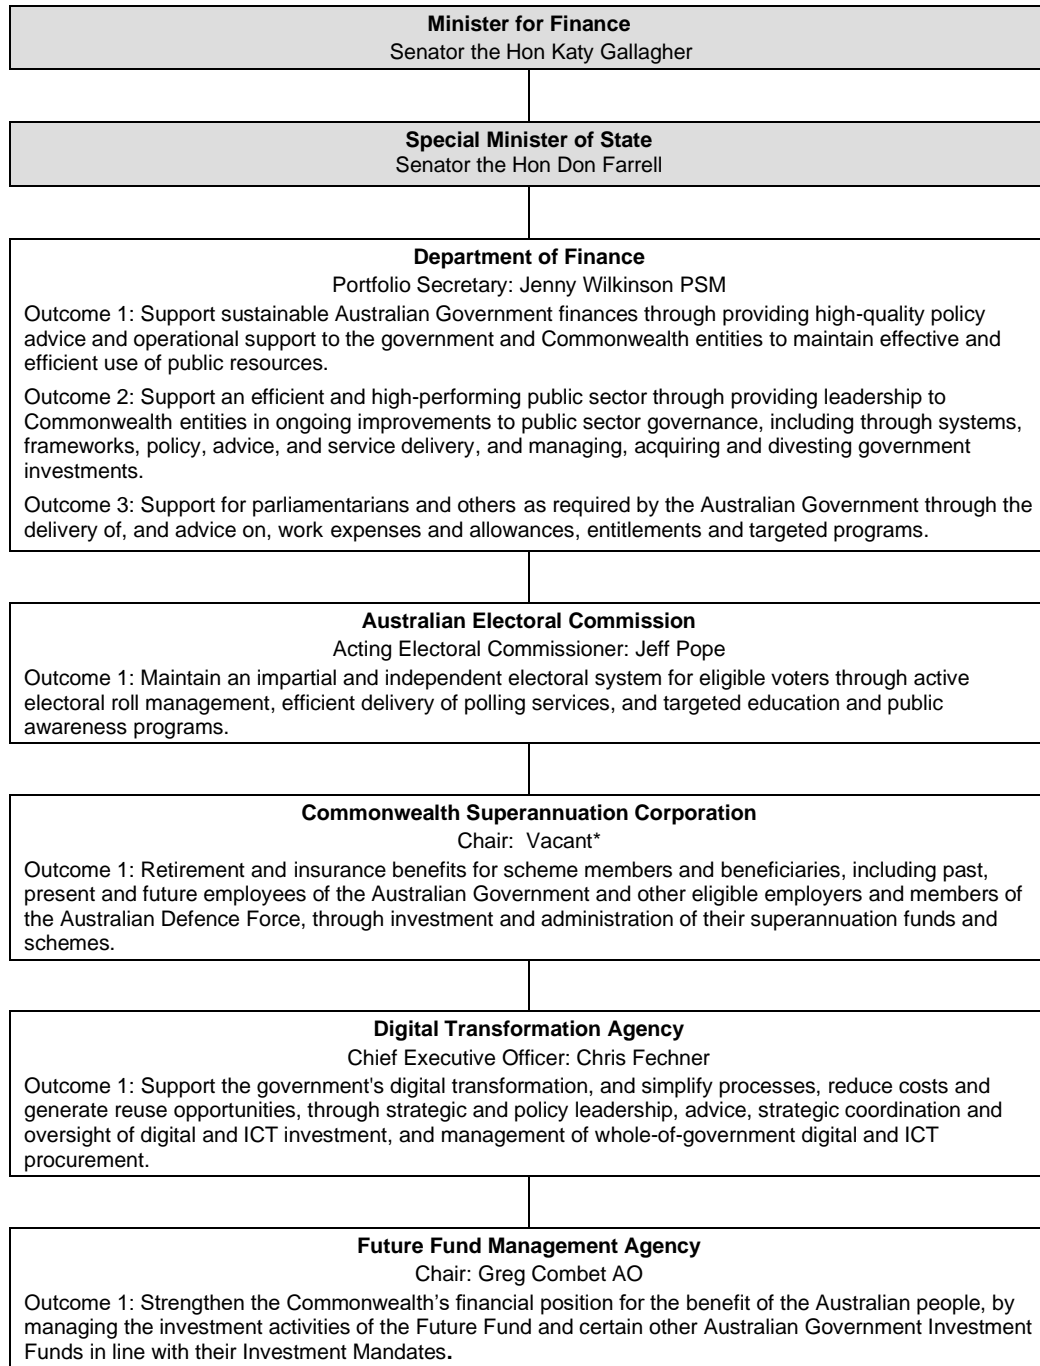 Minister for Finance
Senator the Hon Katy Gallagher
Special Minister of State
Senator the Hon Don Farrell
Department of Finance
Portfolio Secretary: Jenny Wilkinson PSM
Outcome 1: Support sustainable Australian Government finances through providing high-quality policy
advice and operational support to the government and Commonwealth entities to maintain effective and
efficient use of public resources.
Outcome 2: Support an efficient and high-performing public sector through providing leadership to
Commonwealth entities in ongoing improvements to public sector governance, including through systems,
frameworks, policy, advice, and service delivery, and managing, acquiring and divesting government
investments.
Outcome 3: Support for parliamentarians and others as required by the Australian Government through the
delivery of, and advice on, work expenses and allowances, entitlements and targeted programs.
Australian Electoral Commission
Acting Electoral Commissioner: Jeff Pope
Outcome 1: Maintain an impartial and independent electoral system for eligible voters through active
electoral roll management, efficient delivery of polling services, and targeted education and public
awareness programs.
Commonwealth Superannuation Corporation
Chair: Vacant*
Outcome 1: Retirement and insurance benefits for scheme members and beneficiaries, including past,
present and future employees of the Australian Government and other eligible employers and members of
the Australian Defence Force, through investment and administration of their superannuation funds and
schemes.
Digital Transformation Agency
Chief Executive Officer: Chris Fechner
Outcome 1: Support the government's digital transformation, and simplify processes, reduce costs and
generate reuse opportunities, through strategic and policy leadership, advice, strategic coordination and
oversight of digital and ICT investment, and management of whole-of-government digital and ICT
procurement.
Future Fund Management Agency
Chair: Greg Combet AO
Outcome 1: Strengthen the Commonwealth’s financial position for the benefit of the Australian people, by
managing the investment activities of the Future Fund and certain other Australian Government Investment
Funds in line with their Investment Mandates.